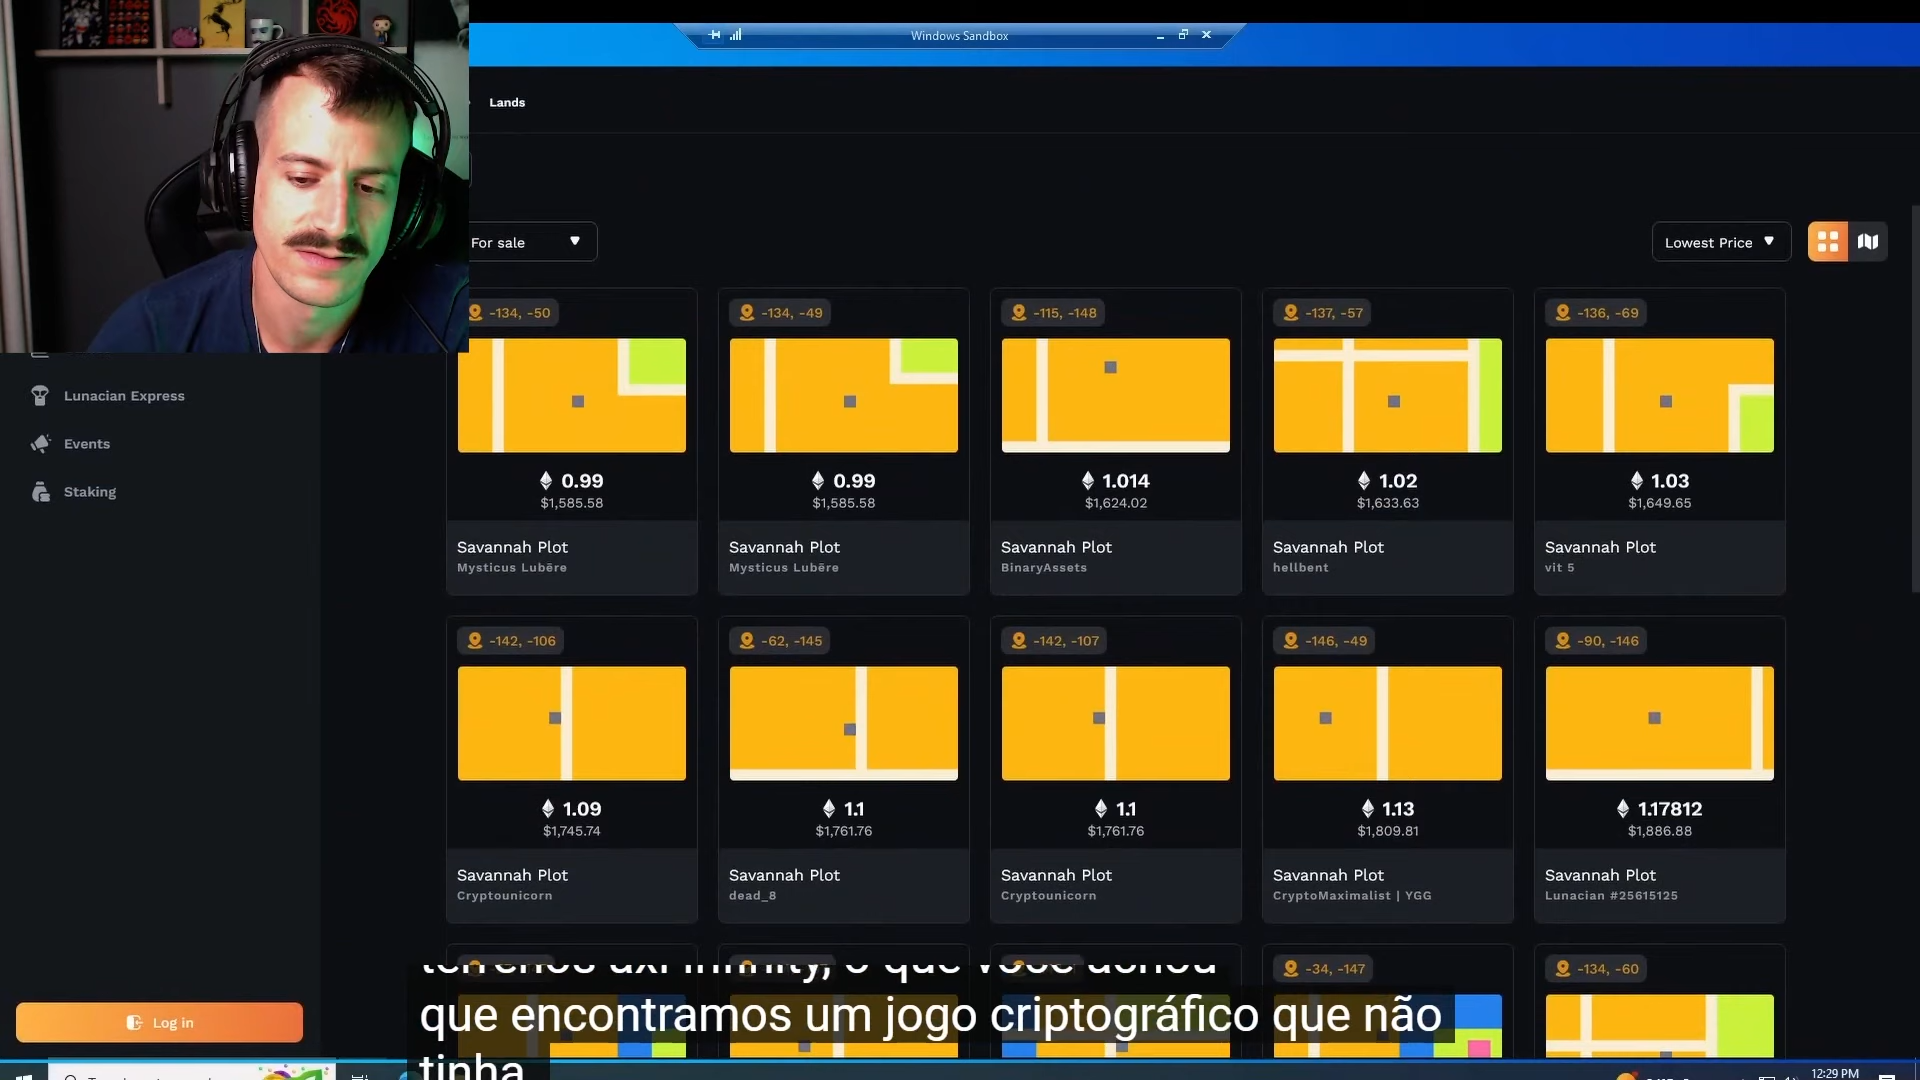 Windows Sandbox
Lands
For sale
Lowest Price
-134, -50
-134, -49
-115, -148
-137, -57
-136, -69
0.99
0.99
1.014
1.02
1.03
$1,585.58
$1,585.58
$1,624.02
$1,633.63
$1,649.65
Savannah Plot
Savannah Plot
Savannah Plot
Savannah Plot
Savannah Plot
Mysticus Lubēre
Mysticus Lubēre
BinaryAssets
hellbent
vit 5
Lunacian Express
Events
Staking
-142, -106
-62, -145
-142, -107
-146, -49
-90, -146
1.09
1.1
1.1
1.13
1.17812
$1,745.74
$1,761.76
$1,761.76
$1,809.81
$1,886.88
Savannah Plot
Savannah Plot
Savannah Plot
Savannah Plot
Savannah Plot
Cryptounicorn
dead_8
Cryptounicorn
CryptoMaximalist | YGG
Lunacian #25615125
-34, -147
-134, -60
Log in
terrenos axi infinity, o que você achou
que encontramos um jogo criptográfico que não
tinha
12:29 PM